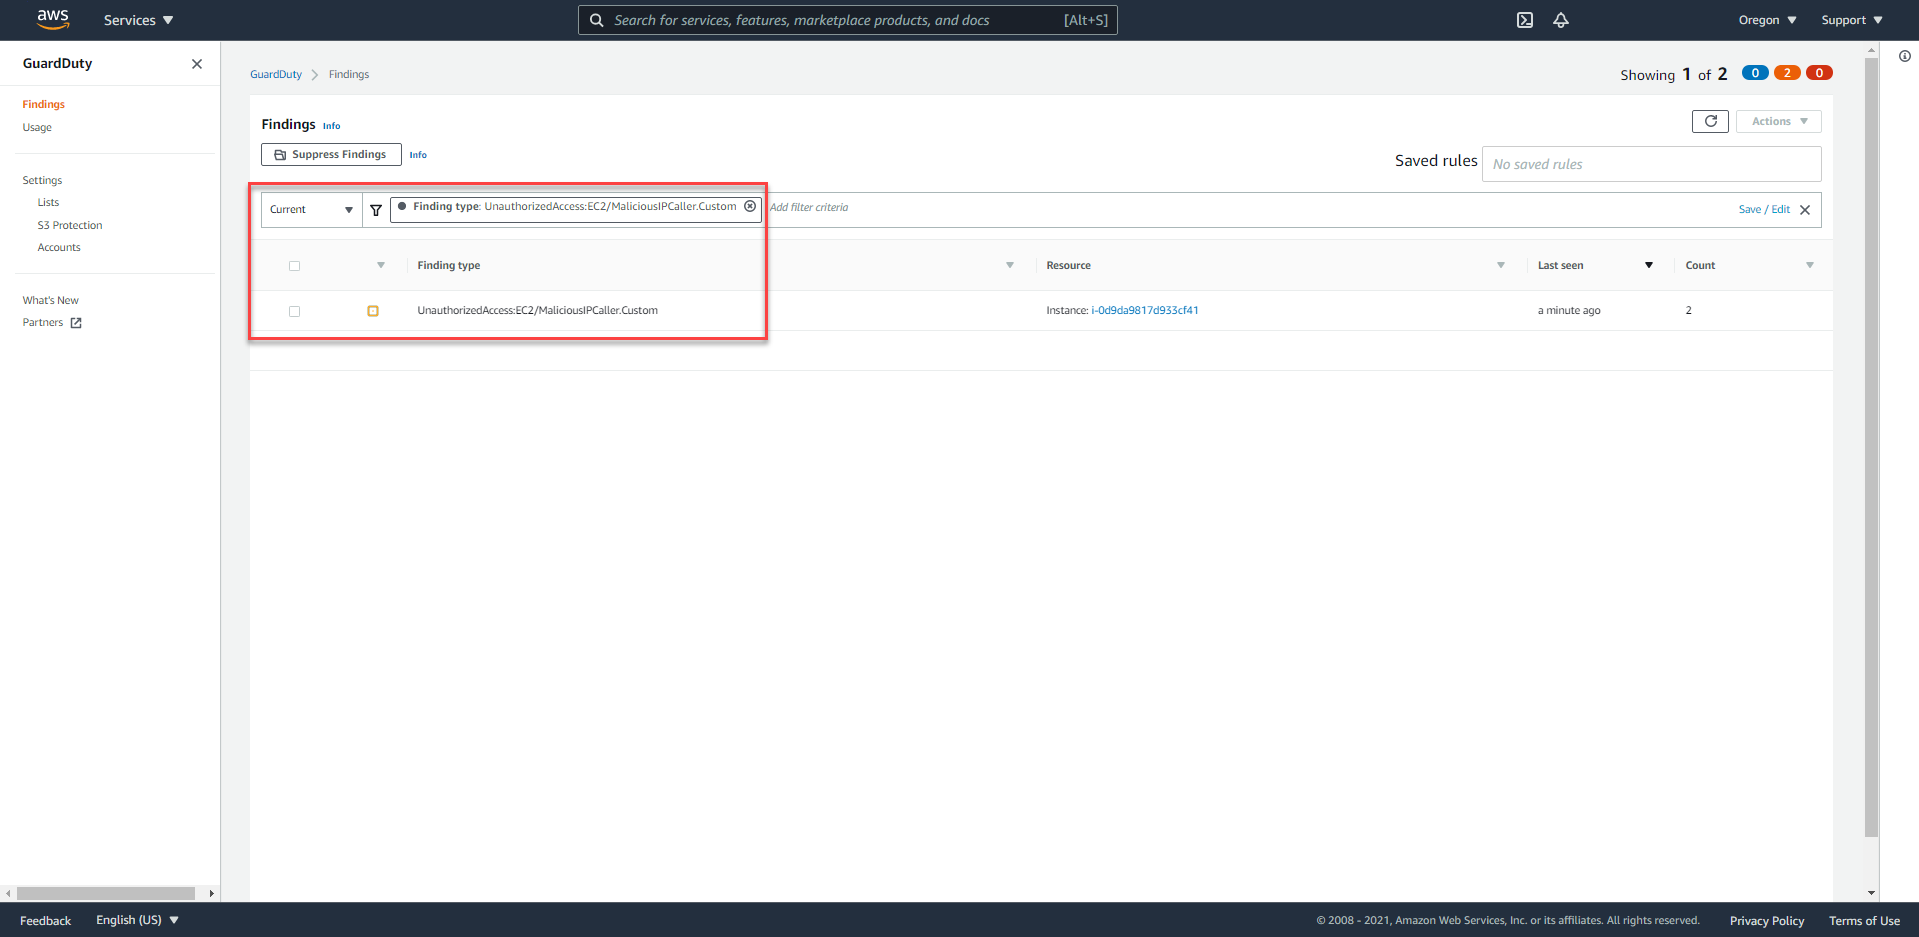 aws Services Search for services, features, marketplace products, and docs [Alt+S] Oregon Support
GuardDuty
Findings
Usage
Settings
Lists
S3 Protection
Accounts
What's New
Partners
GuardDuty Findings
Showing 1 of 2 0 2 0
Findings Info
Actions
Suppress Findings Info
Saved rules No saved rules
Current Finding type: UnauthorizedAccess:EC2/MaliciousIPCaller.Custom Add filter criteria Save / Edit
Finding type Resource Last seen Count
UnauthorizedAccess:EC2/MaliciousIPCaller.Custom Instance: i-0d9da9817d933cf41 a minute ago 2
Feedback English (US) © 2008 - 2021, Amazon Web Services, Inc. or its affiliates. All rights reserved. Privacy Policy Terms of Use